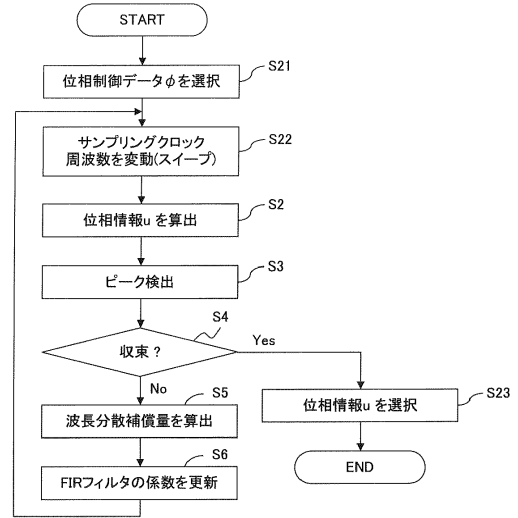 START
位相制御データφを選択
S21
サンプリングクロック
周波数を変動(スイープ)
S22
位相情報u を算出
S2
ピーク検出
S3
収束？
S4
Yes
No
波長分散補償量を算出
S5
FIRフィルタの係数を更新
S6
位相情報u を選択
S23
END